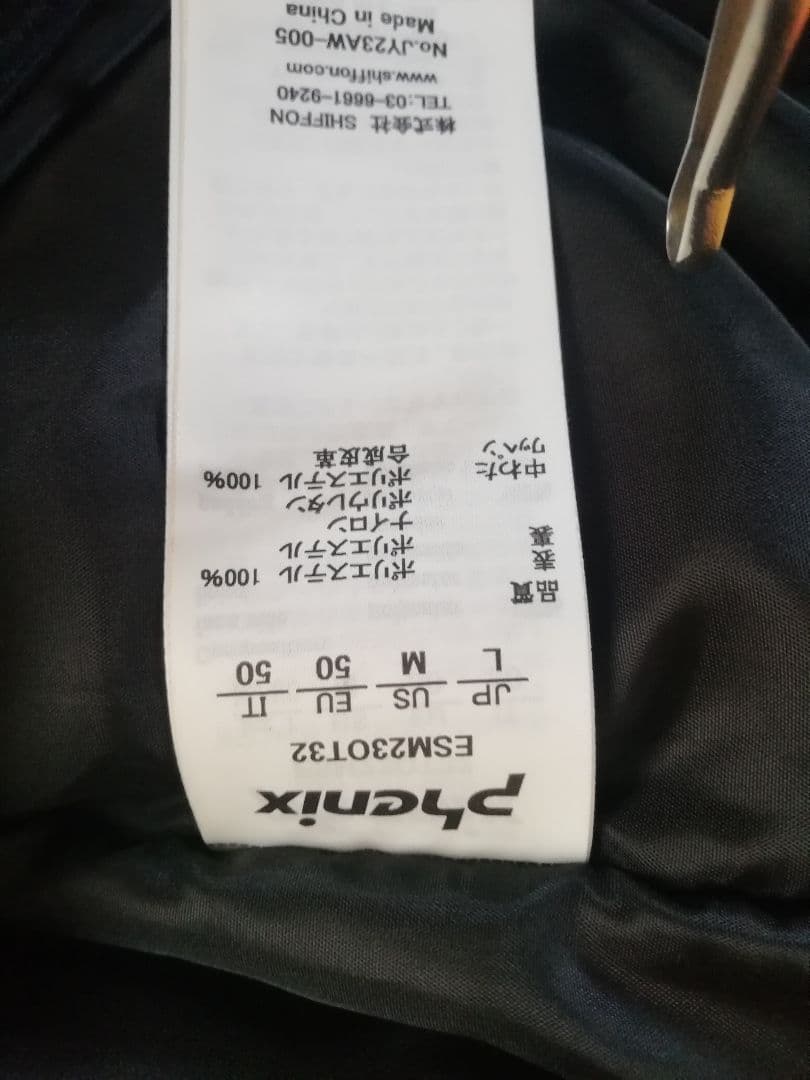 phenix
ESM23OT32
JP US EU IT
L M 50 50
品質
表 ポリエステル 100%
裏 ポリエステル
ナイロン
ポリウレタン
中わた ポリエステル 100%
ワッペン 合成皮革
株式会社 SHIFFON
TEL:03-6661-9240
www.shiffon.com
No.JY23AW-005
Made in China